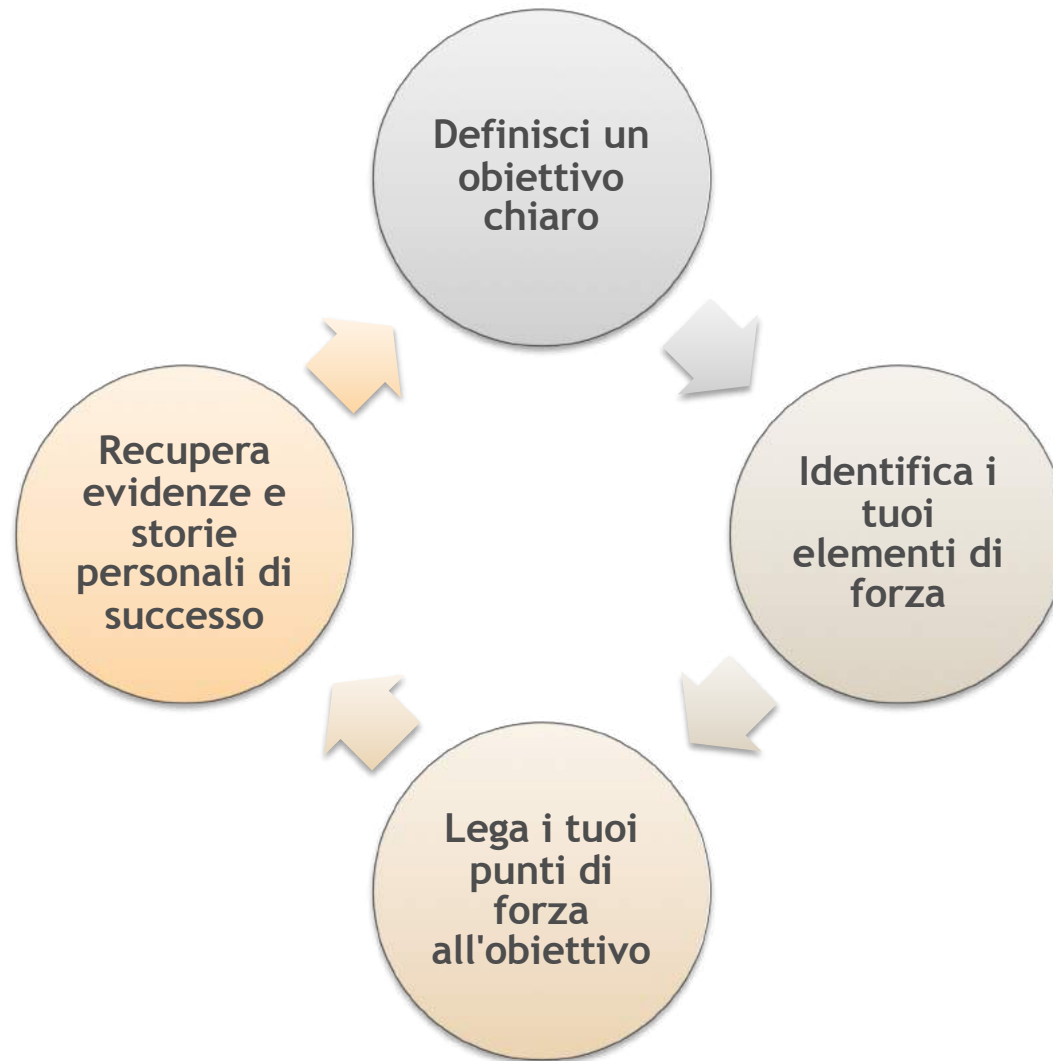 Definisci un
obiettivo
chiaro
Identifica i
tuoi
elementi di
forza
Lega i tuoi
punti di
forza
all'obiettivo
Recupera
evidenze e
storie
personali di
successo